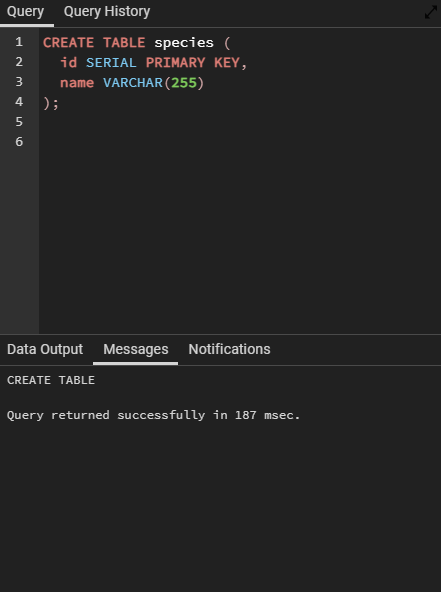 Query Query History
1 CREATE TABLE species (
2 id SERIAL PRIMARY KEY,
3 name VARCHAR(255)
4 );
5
6
Data Output Messages Notifications
CREATE TABLE
Query returned successfully in 187 msec.